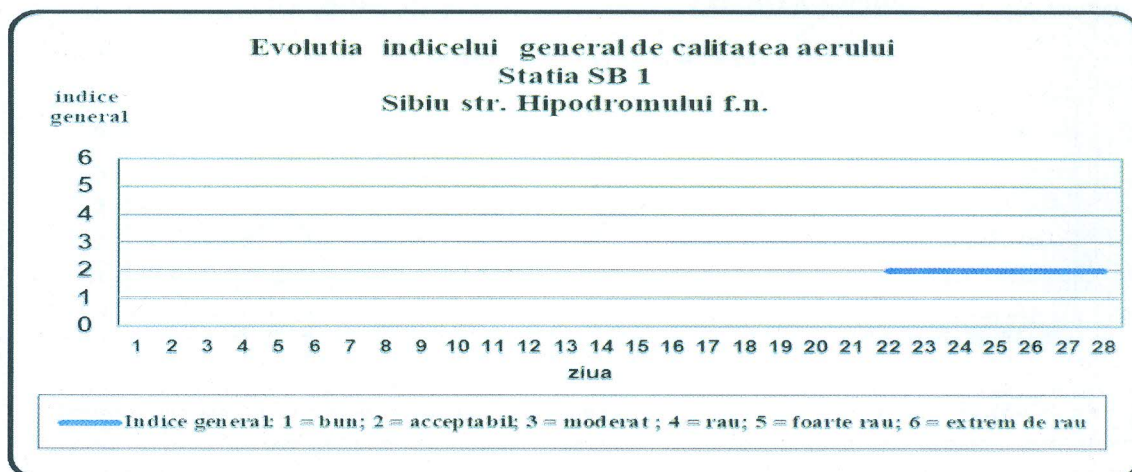 Evolutia indicelui general de calitatea aerului
Statia SB 1
Sibiu str. Hipodromului f.n.
indice
general
6
5
4
3
2
1
0
1 2 3 4 5 6 7 8 9 10 11 12 13 14 15 16 17 18 19 20 21 22 23 24 25 26 27 28
ziua
Indice general: 1 = bun; 2 = acceptabil; 3 = moderat ; 4 = rau; 5 = foarte rau; 6 = extrem de rau